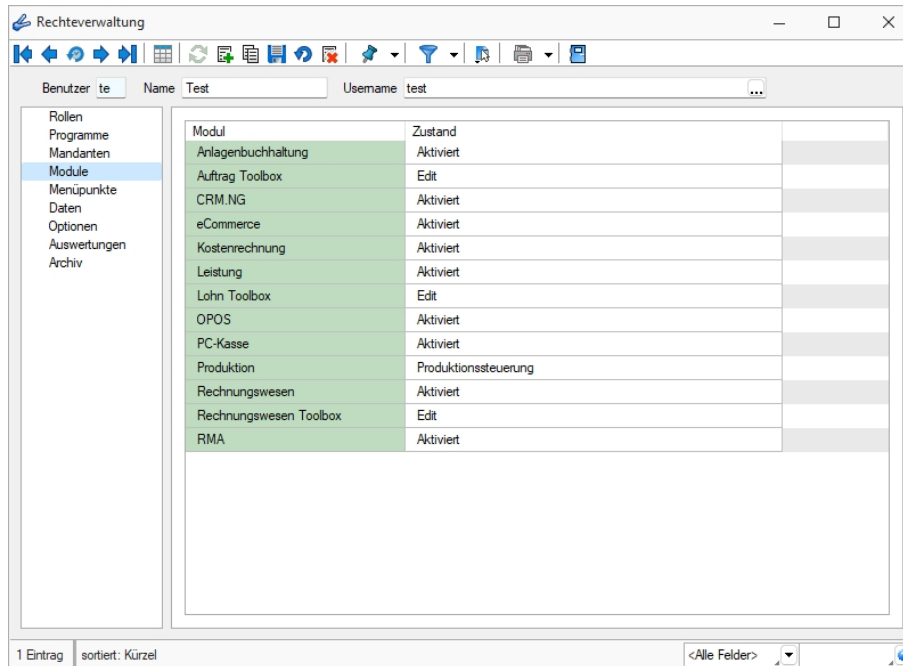 Rechteverwaltung
Benutzer te Name Test Username test ...
Rollen
Programme
Mandanten
Module
Menüpunkte
Daten
Optionen
Auswertungen
Archiv
Modul Zustand
Anlagenbuchhaltung Aktiviert
Auftrag Toolbox Edit
CRM.NG Aktiviert
eCommerce Aktiviert
Kostenrechnung Aktiviert
Leistung Aktiviert
Lohn Toolbox Edit
OPOS Aktiviert
PC-Kasse Aktiviert
Produktion Produktionssteuerung
Rechnungswesen Aktiviert
Rechnungswesen Toolbox Edit
RMA Aktiviert
1 Eintrag sortiert: Kürzel <Alle Felder>